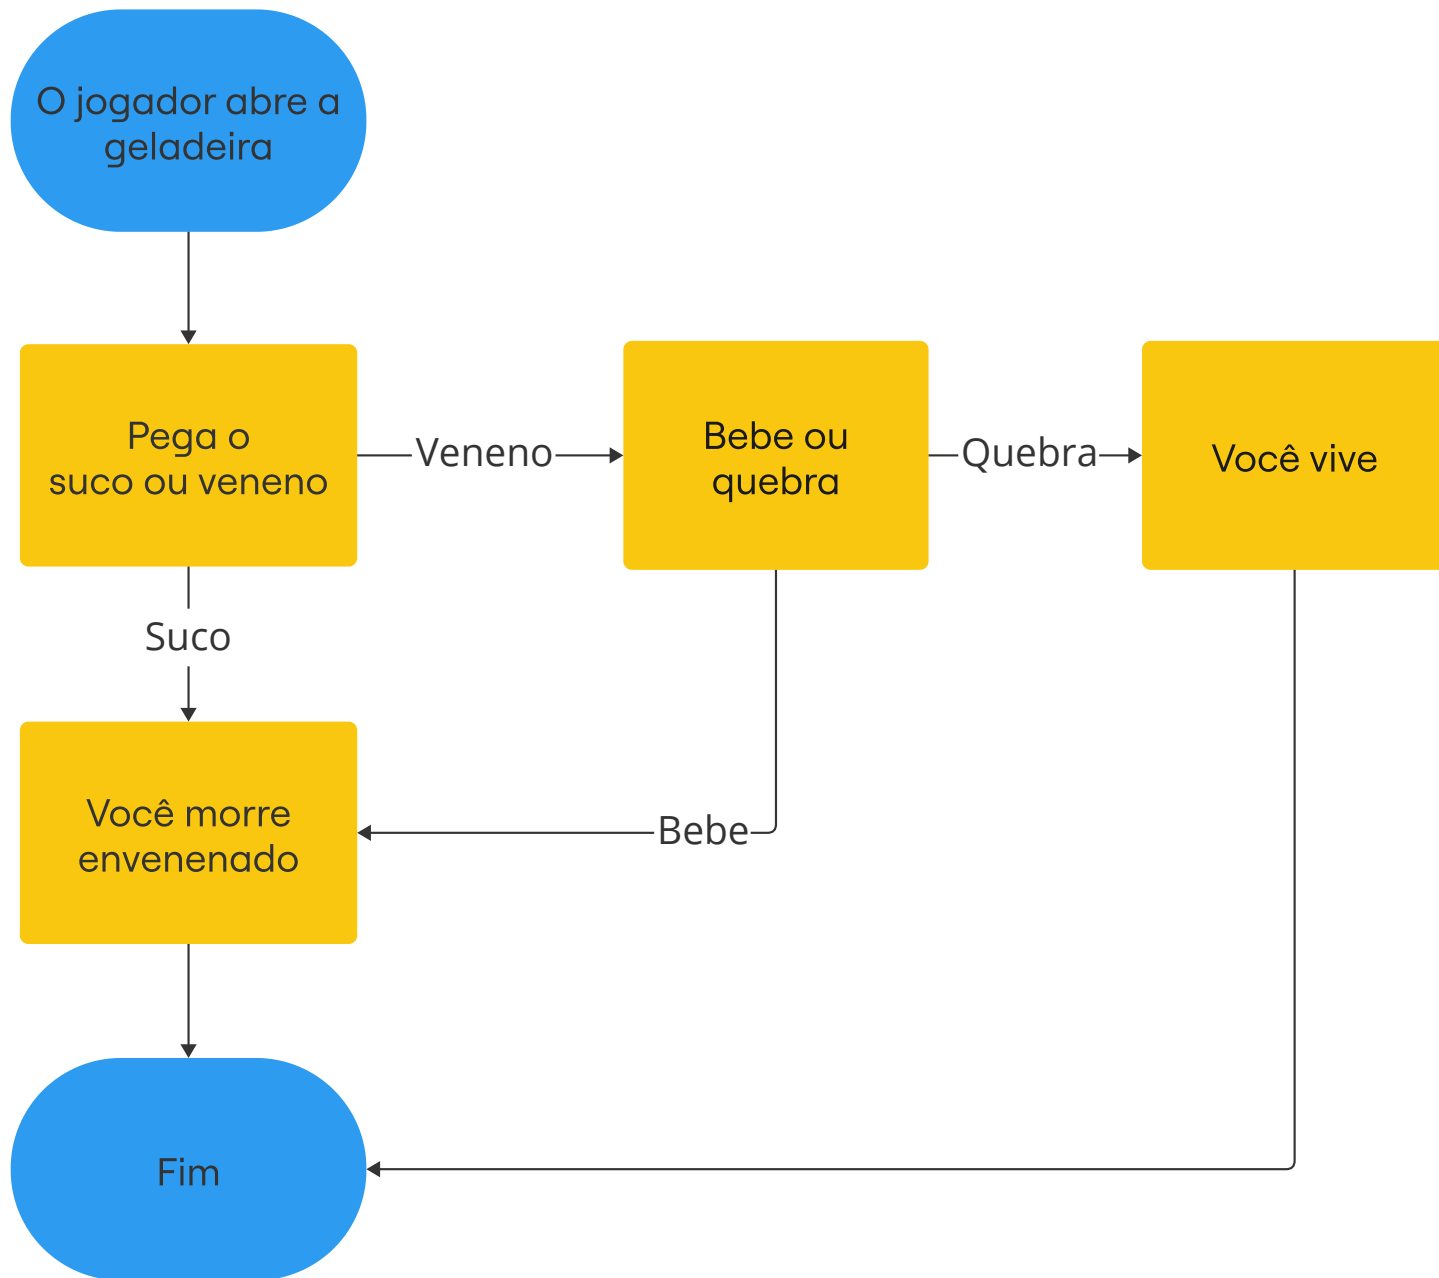 O jogador abre a
geladeira
Pega o
suco ou veneno
Veneno
Bebe ou
quebra
Quebra
Você vive
Suco
Você morre
envenenado
Bebe
Fim